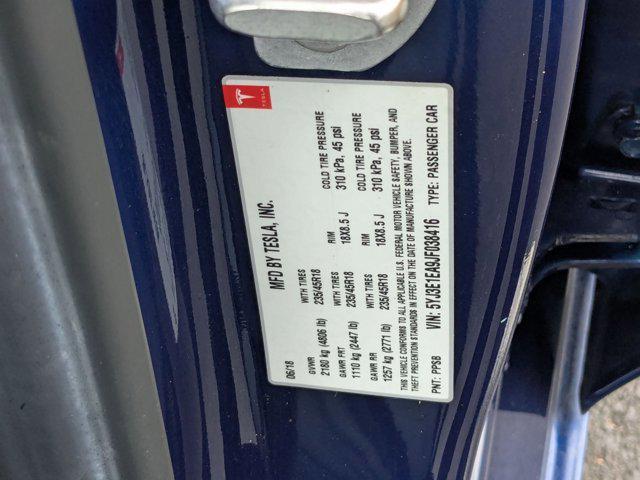 TESLA
MFD BY TESLA, INC.
06/18
GVWR
2180 kg (4806 lb)
WITH TIRES
235/45R18
GAWR FRT
1110 kg (2447 lb)
WITH TIRES
235/45R18
RIM
18X8.5 J
COLD TIRE PRESSURE
310 kPa, 45 psi
GAWR RR
1257 kg (2771 lb)
WITH TIRES
235/45R18
RIM
18X8.5 J
COLD TIRE PRESSURE
310 kPa, 45 psi
THIS VEHICLE CONFORMS TO ALL APPLICABLE U.S. FEDERAL MOTOR VEHICLE SAFETY, BUMPER, AND
THEFT PREVENTION STANDARDS IN EFFECT ON THE DATE OF MANUFACTURE SHOWN ABOVE.
PNT: PPSB VIN: 5YJ3E1EA9JF038416 TYPE: PASSENGER CAR